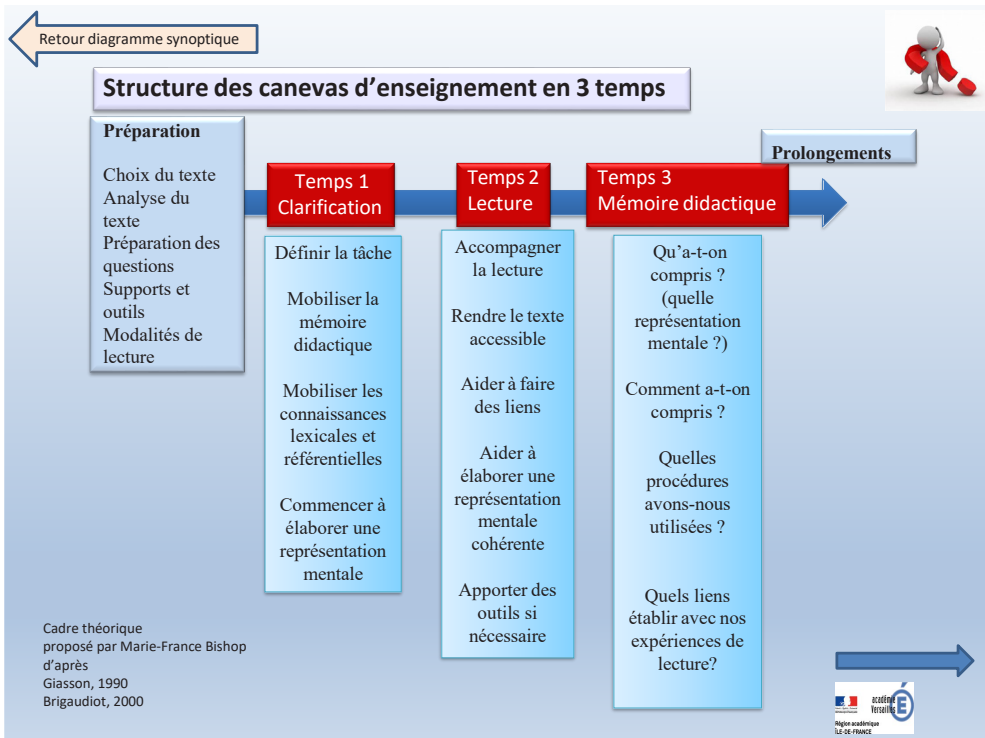 Retour diagramme synoptique
Structure des canevas d’enseignement en 3 temps
Préparation
Choix du texte
Analyse du
texte
Préparation des
questions
Supports et
outils
Modalités de
lecture
Temps 1
Clarification
Définir la tâche
Mobiliser la
mémoire
didactique
Mobiliser les
connaissances
lexicales et
référentielles
Commencer à
élaborer une
représentation
mentale
Temps 2
Lecture
Accompagner
la lecture
Rendre le texte
accessible
Aider à faire
des liens
Aider à
élaborer une
représentation
mentale
cohérente
Apporter des
outils si
nécessaire
Temps 3
Mémoire didactique
Qu’a-t-on
compris ?
(quelle
représentation
mentale ?)
Comment a-t-on
compris ?
Quelles
procédures
avons-nous
utilisées ?
Quels liens
établir avec nos
expériences de
lecture?
Prolongements
Cadre théorique
proposé par Marie-France Bishop
d’après
Giasson, 1990
Brigaudiot, 2000
académie
Versailles
Région académique
ÎLE-DE-FRANCE